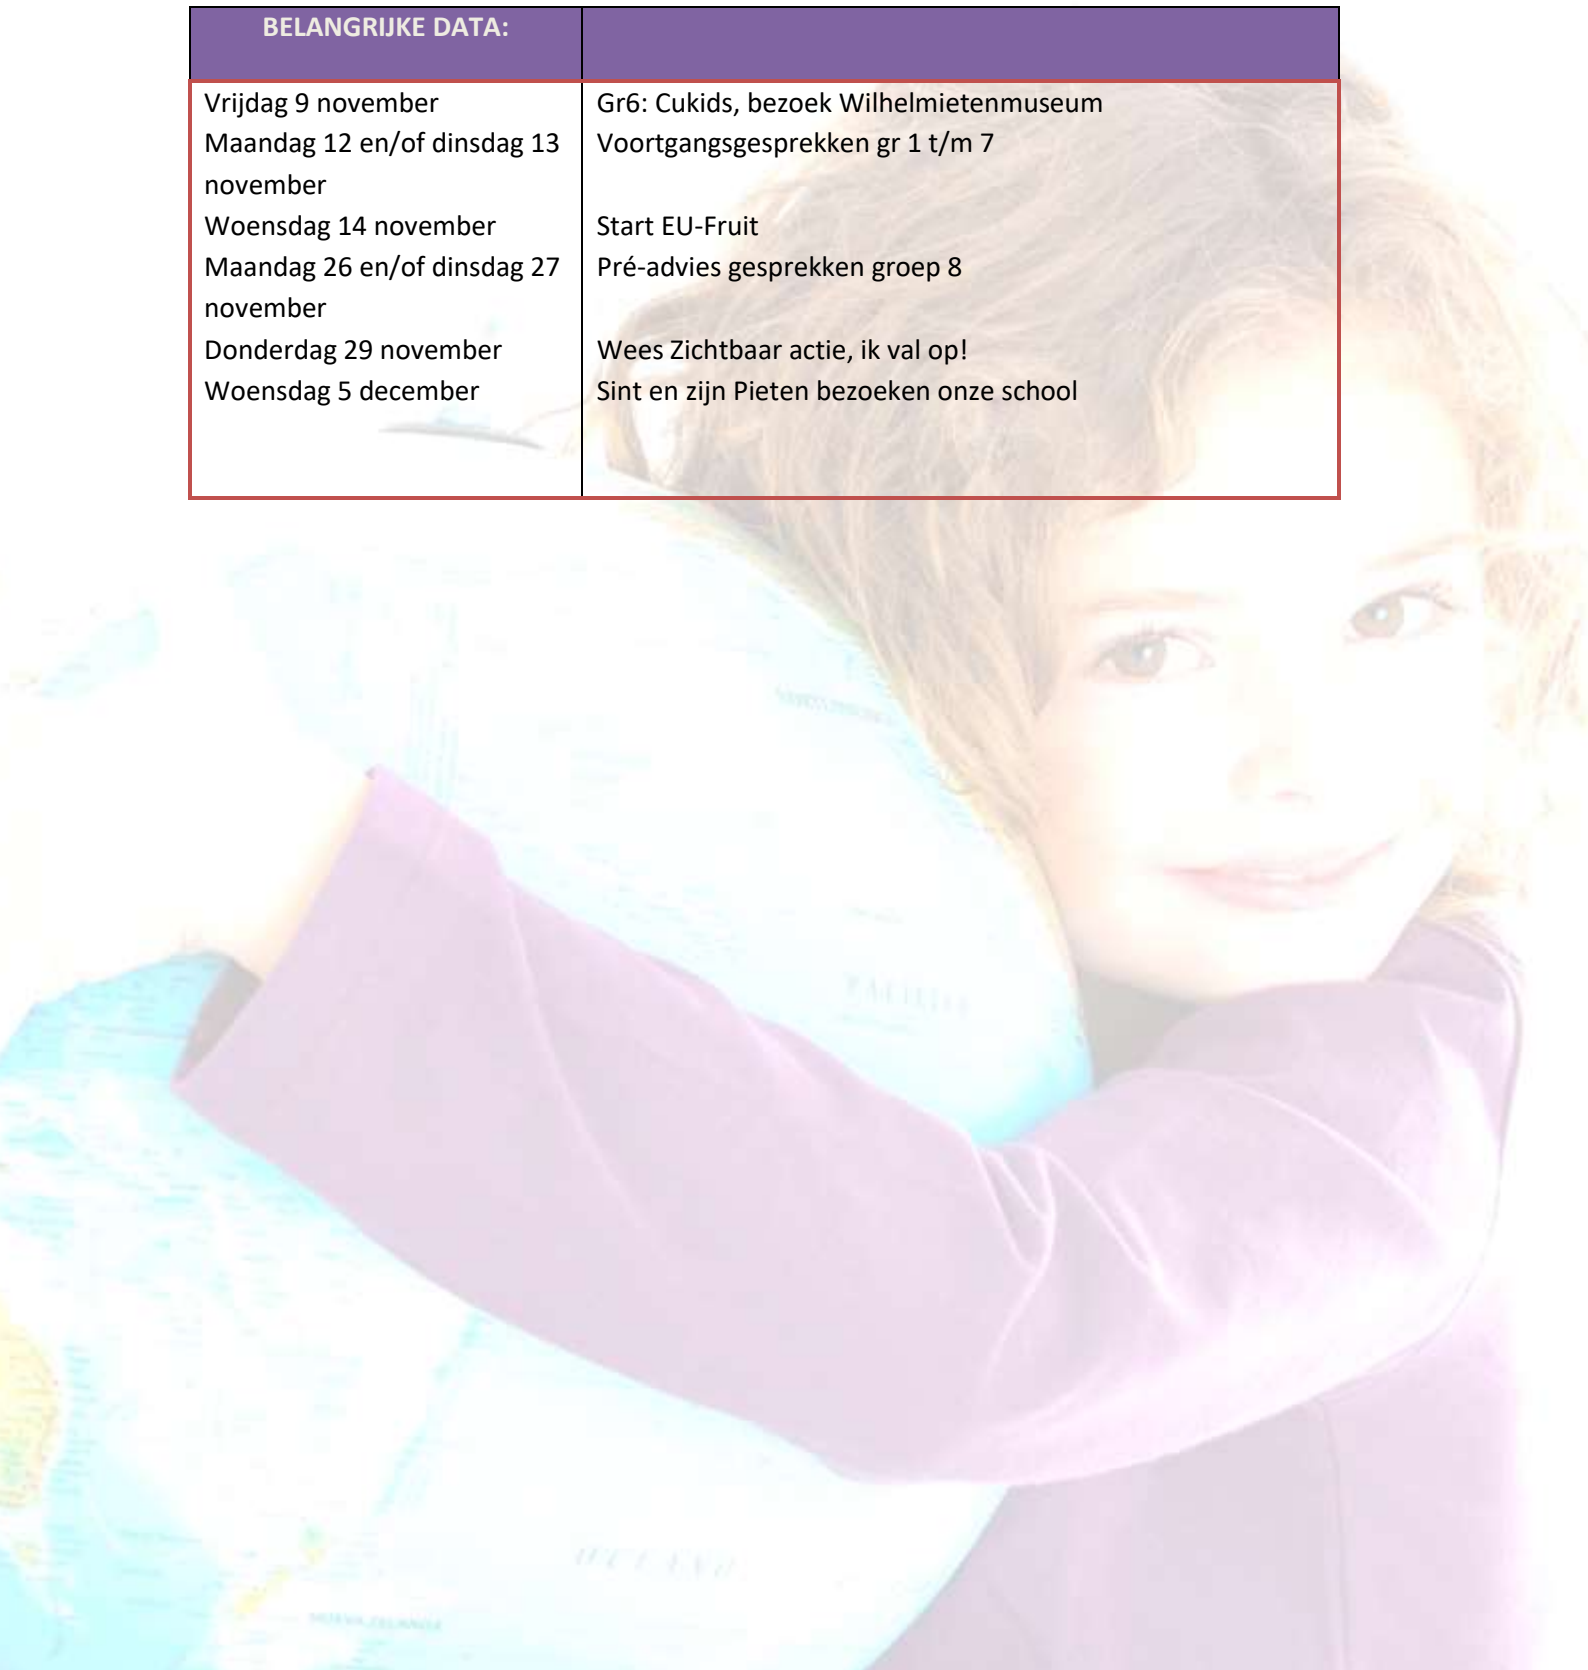 BELANGRIJKE DATA:
Vrijdag 9 november Gr6: Cukids, bezoek Wilhelmietenmuseum
Maandag 12 en/of dinsdag 13 Voortgangsgesprekken gr 1 t/m 7
november
Woensdag 14 november Start EU-Fruit
Maandag 26 en/of dinsdag 27 Pré-advies gesprekken groep 8
november
Donderdag 29 november Wees Zichtbaar actie, ik val op!
Woensdag 5 december Sint en zijn Pieten bezoeken onze school